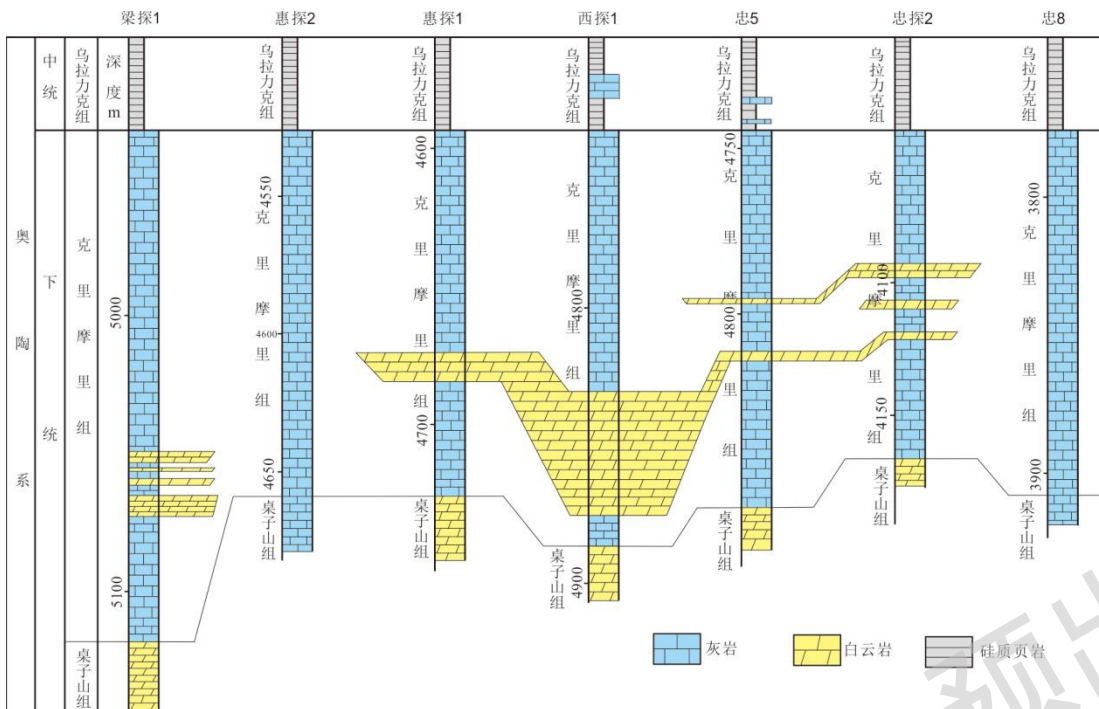 梁探1
惠探2
惠探1
西探1
忠5
忠探2
忠8
中统
乌拉力克组
深度m
乌拉力克组
乌拉力克组
乌拉力克组
乌拉力克组
乌拉力克组
乌拉力克组
奥陶系
下统
克里摩里组
5000
5100
桌子山组
4550
克里摩里组
4600
4650
桌子山组
4600
克里摩里组
4700
桌子山组
克里摩里组
4800
4900
桌子山组
4750
克里摩里组
4800
桌子山组
克里摩里组
4100
4150
桌子山组
3800
克里摩里组
3900
桌子山组
灰岩
白云岩
硅质页岩